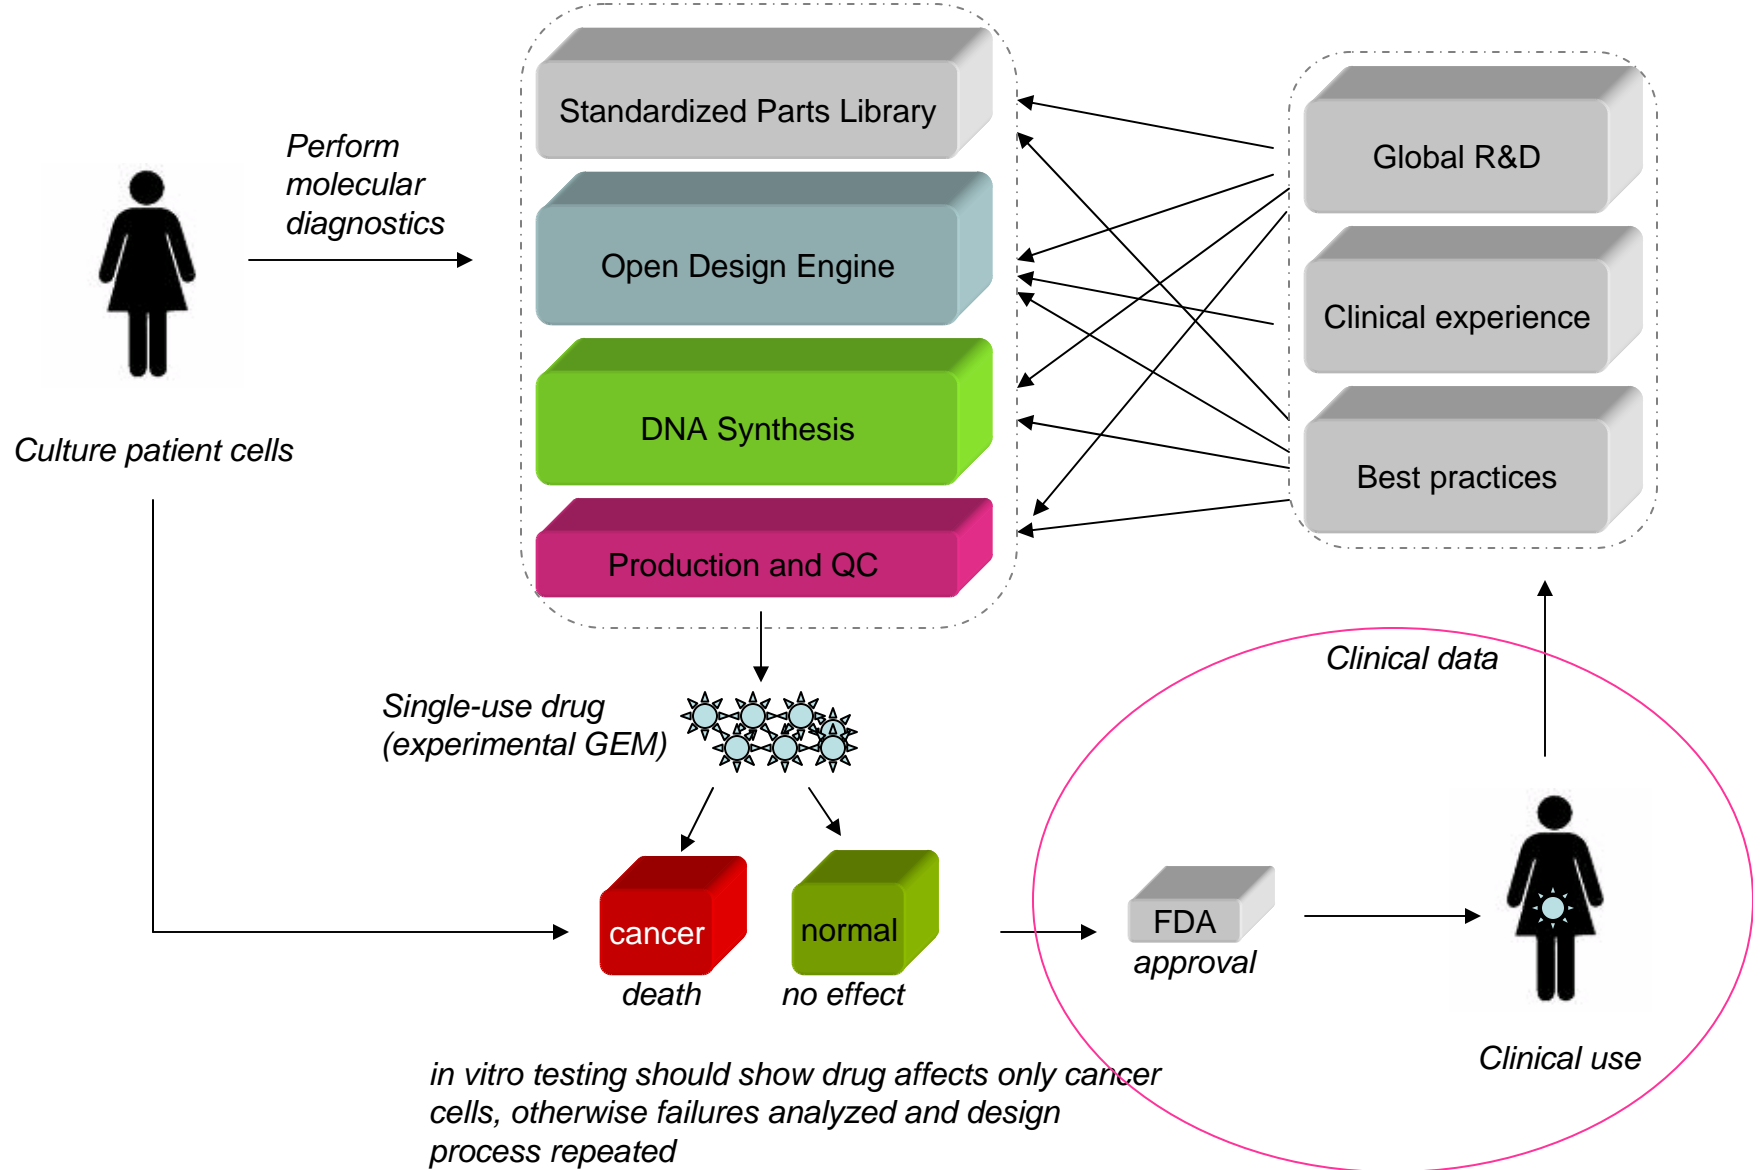 Standardized Parts Library
Open Design Engine
DNA Synthesis
Production and QC
Global R&D
Clinical experience
Best practices
Perform
molecular
diagnostics
Culture patient cells
Single-use drug
(experimental GEM)
cancer
death
normal
no effect
FDA
approval
Clinical data
Clinical use
in vitro testing should show drug affects only cancer
cells, otherwise failures analyzed and design
process repeated